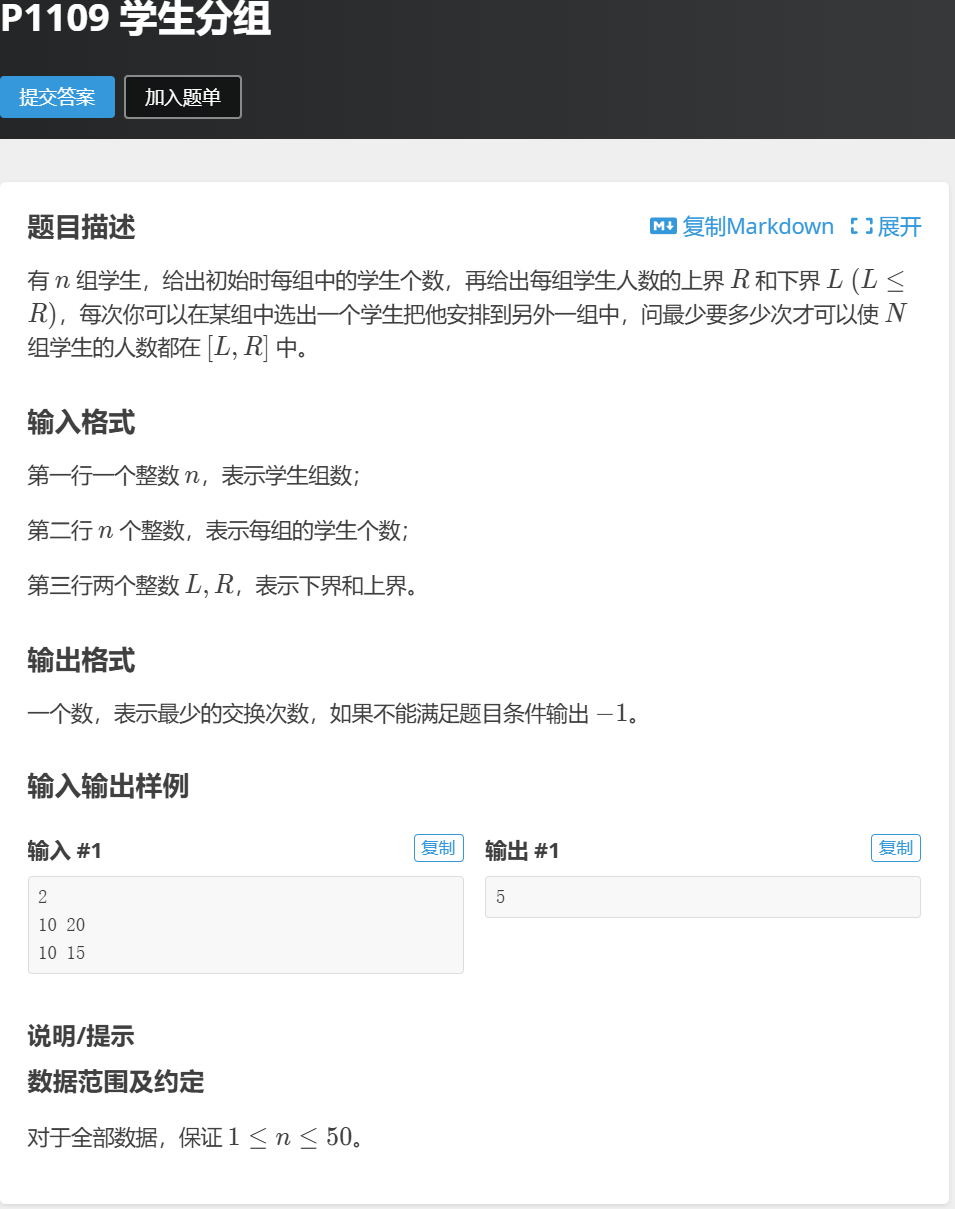 P1109 学生分组
提交答案 加入题单
题目描述 复制Markdown 展开
有 n 组学生，给出初始时每组中的学生个数，再给出每组学生人数的上界 R 和下界 L (L ≤
R)，每次你可以在某组中选出一个学生把他安排到另外一组中，问最少要多少次才可以使 N
组学生的人数都在 [L, R] 中。
输入格式
第一行一个整数 n，表示学生组数；
第二行 n 个整数，表示每组的学生个数；
第三行两个整数 L, R，表示下界和上界。
输出格式
一个数，表示最少的交换次数，如果不能满足题目条件输出 −1。
输入输出样例
输入 #1 复制 输出 #1 复制
2 5
10 20
10 15
说明/提示
数据范围及约定
对于全部数据，保证 1 ≤ n ≤ 50。